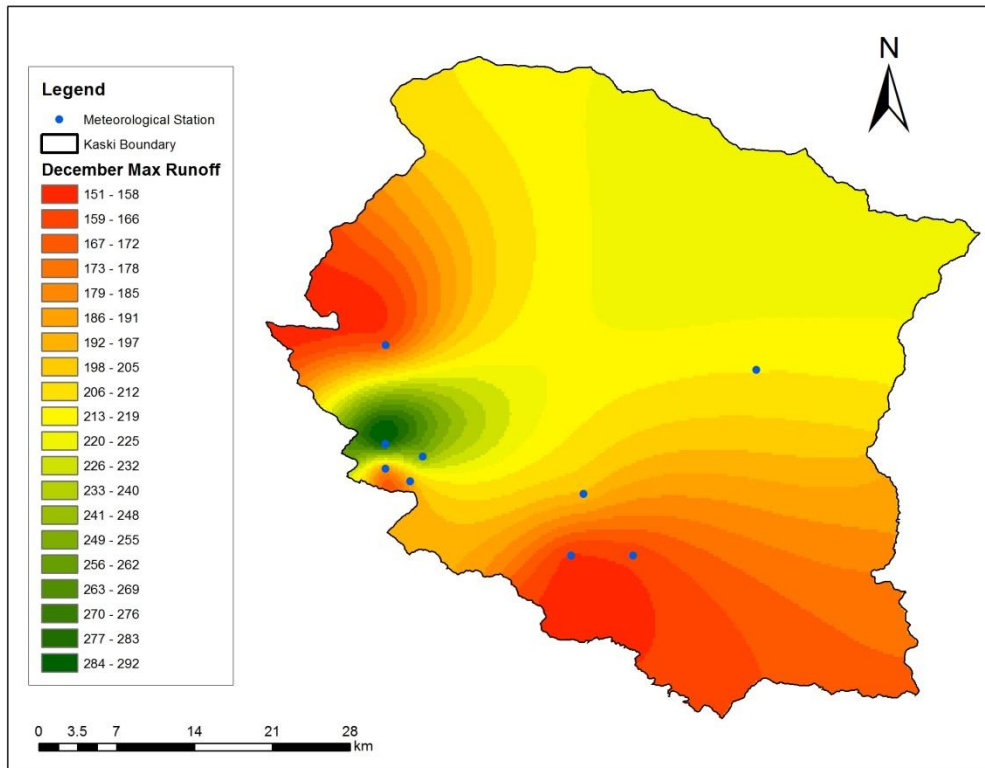 N
Legend
Meteorological Station
Kaski Boundary
December Max Runoff
151 - 158
159 - 166
167 - 172
173 - 178
179 - 185
186 - 191
192 - 197
198 - 205
206 - 212
213 - 219
220 - 225
226 - 232
233 - 240
241 - 248
249 - 255
256 - 262
263 - 269
270 - 276
277 - 283
284 - 292
0 3.5 7 14 21 28
km